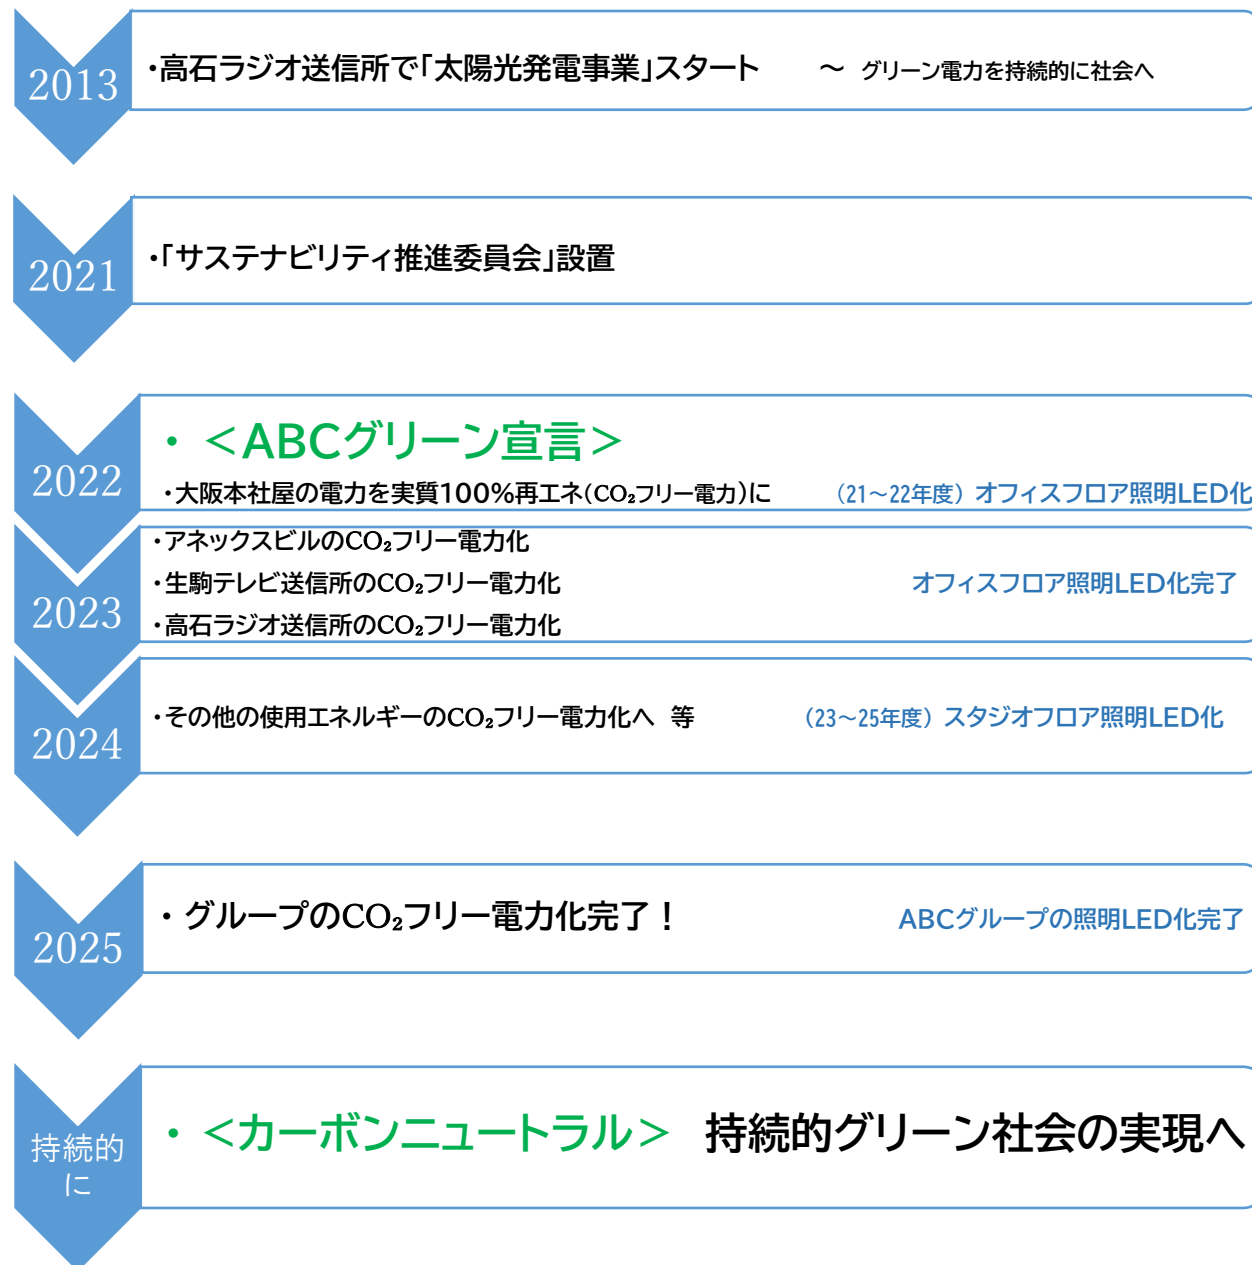 2013
・高石ラジオ送信所で「太陽光発電事業」スタート　　～ グリーン電力を持続的に社会へ
2021
・「サステナビリティ推進委員会」設置
2022
・ <ABCグリーン宣言>
・大阪本社屋の電力を実質100%再エネ(CO₂フリー電力)に　　(21～22年度) オフィスフロア照明LED化
2023
・アネックスビルのCO₂フリー電力化
・生駒テレビ送信所のCO₂フリー電力化　　オフィスフロア照明LED化完了
・高石ラジオ送信所のCO₂フリー電力化
2024
・その他の使用エネルギーのCO₂フリー電力化へ 等　　(23～25年度) スタジオフロア照明LED化
2025
・グループのCO₂フリー電力化完了！　　ABCグループの照明LED化完了
持続的
に
・ <カーボンニュートラル> 持続的グリーン社会の実現へ